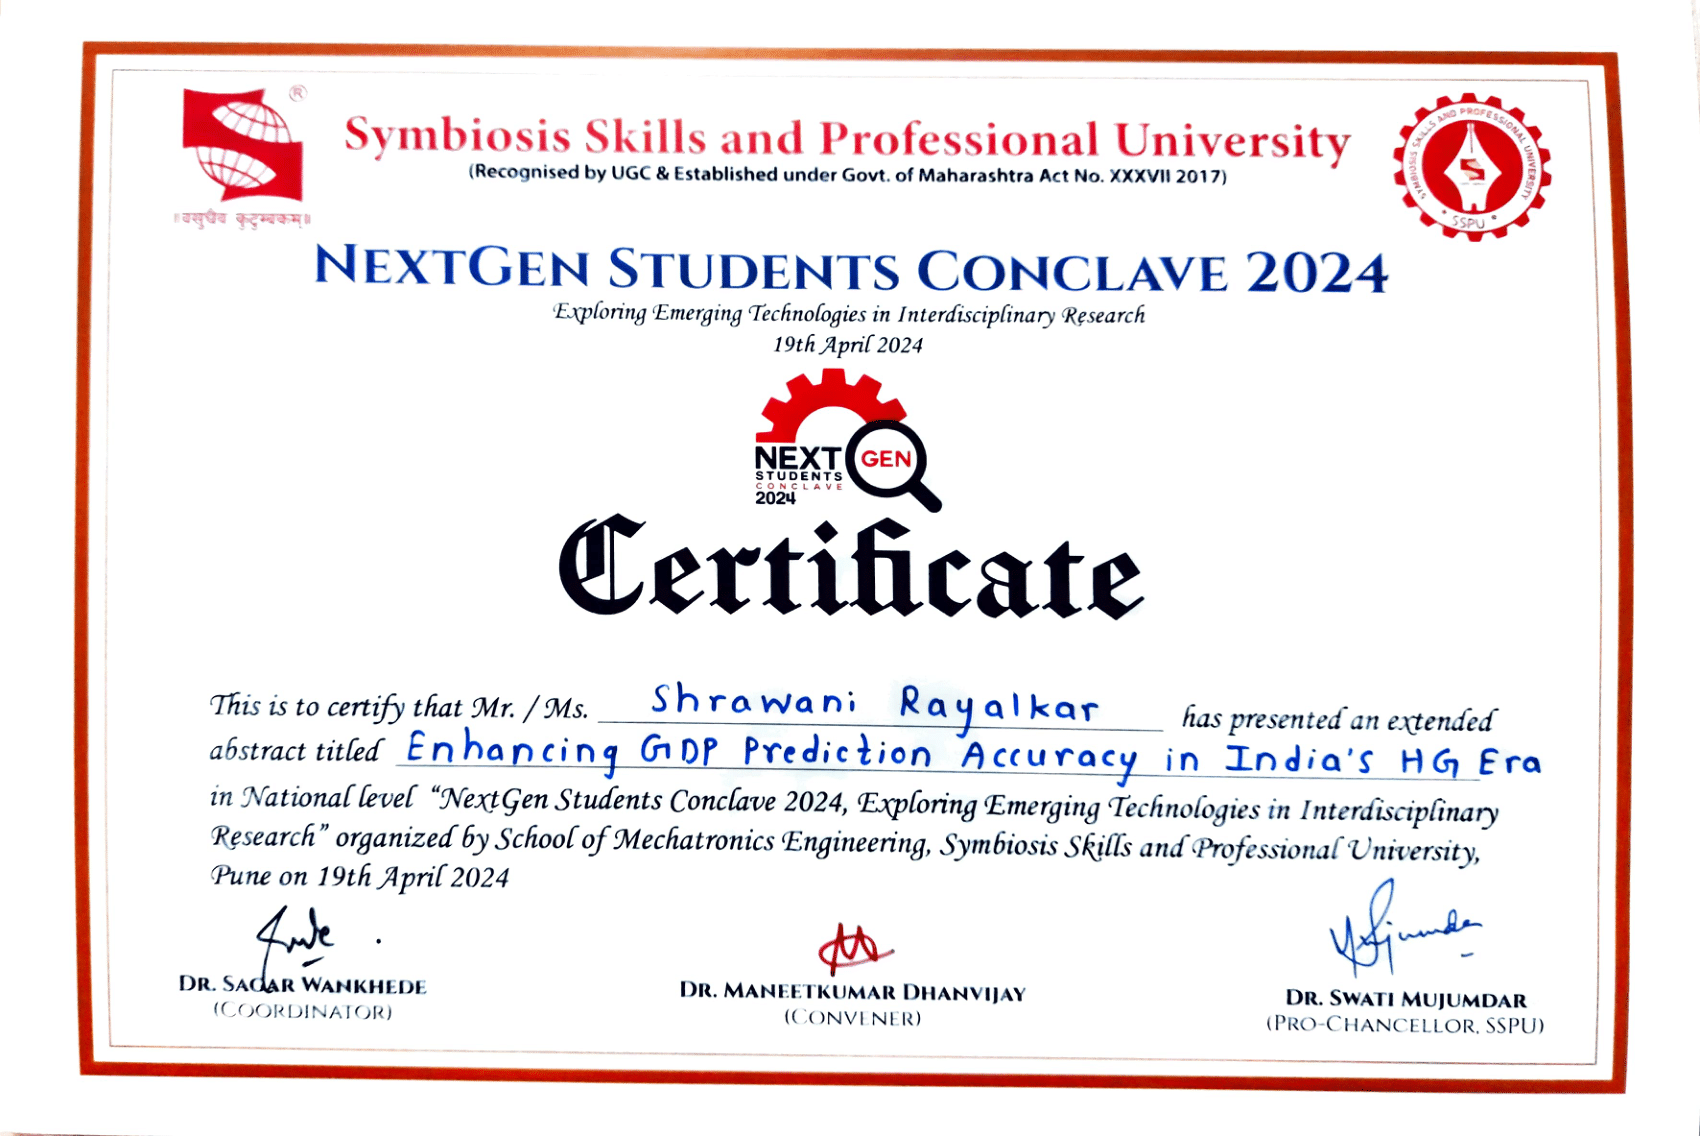 ®
Symbiosis Skills and Professional University
(Recognised by UGC & Established under Govt. of Maharashtra Act No. XXXVII 2017)
॥वसुधैव कुटुम्बकम्॥
SYMBIOSIS SKILLS AND PROFESSIONAL UNIVERSITY
SSPU
NEXTGEN STUDENTS CONCLAVE 2024
Exploring Emerging Technologies in Interdisciplinary Research
19th April 2024
NEXT GEN
STUDENTS
CONCLAVE
2024
Certificate
This is to certify that Mr. / Ms. Shrawani Rayalkar has presented an extended
abstract titled Enhancing GDP Prediction Accuracy in India's HG Era
in National level “NextGen Students Conclave 2024, Exploring Emerging Technologies in Interdisciplinary
Research” organized by School of Mechatronics Engineering, Symbiosis Skills and Professional University,
Pune on 19th April 2024
DR. SAGAR WANKHEDE
(COORDINATOR)
DR. MANEETKUMAR DHANVIJAY
(CONVENER)
DR. SWATI MUJUMDAR
(PRO-CHANCELLOR, SSPU)